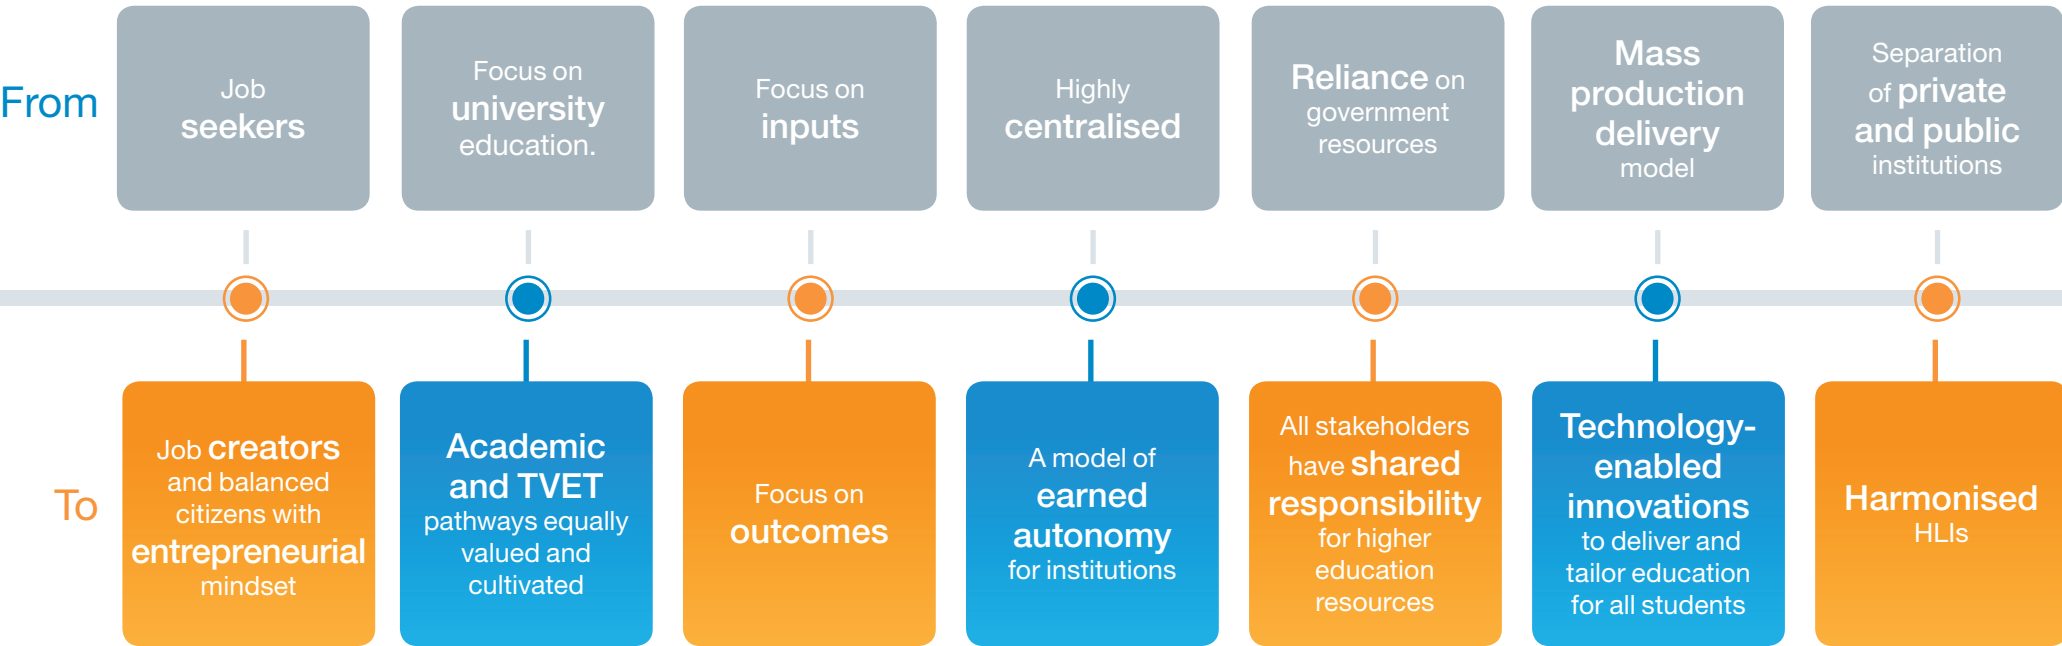 From
Job
seekers
Focus on
university
education.
Focus on
inputs
Highly
centralised
Reliance on
government
resources
Mass
production
delivery
model
Separation
of private
and public
institutions
To
Job creators
and balanced
citizens with
entrepreneurial
mindset
Academic
and TVET
pathways equally
valued and
cultivated
Focus on
outcomes
A model of
earned
autonomy
for institutions
All stakeholders
have shared
responsibility
for higher
education
resources
Technology-
enabled
innovations
to deliver and
tailor education
for all students
Harmonised
HLIs